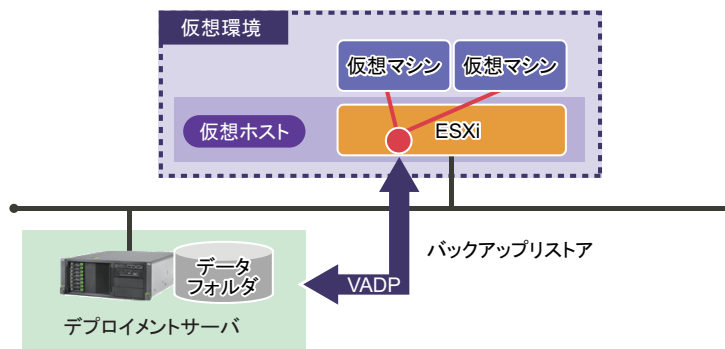 仮想環境
仮想マシン 仮想マシン
仮想ホスト
ESXi
バックアップリストア
データ
フォルダ
VADP
デプロイメントサーバ